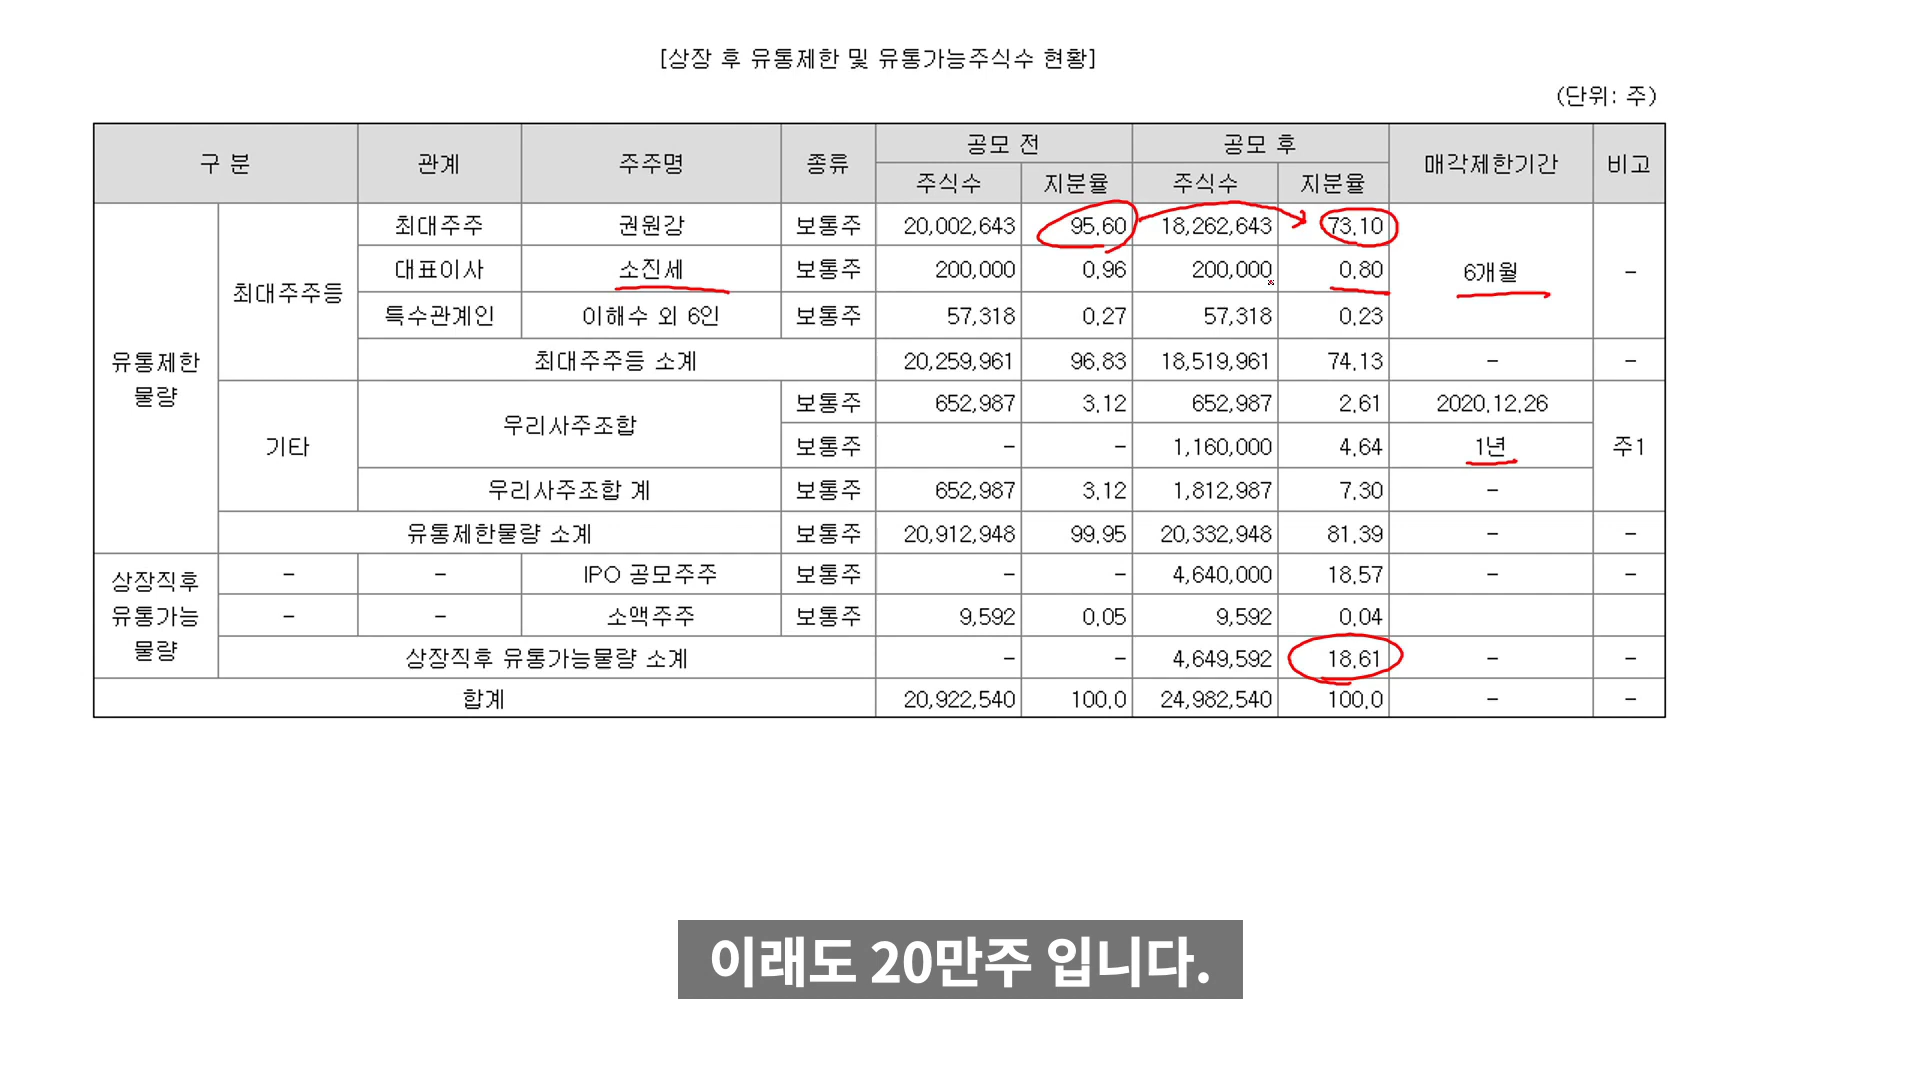 [상장 후 유통제한 및 유통가능주식수 현황]
(단위: 주)
구 분 관계 주주명 종류 공모 전 공모 후 매각제한기간 비고
주식수 지분율 주식수 지분율
유통제한 물량 최대주주등 최대주주 권원강 보통주 20,002,643 95.60 18,262,643 73.10 6개월 -
대표이사 소진세 보통주 200,000 0.96 200,000 0.80
특수관계인 이해수 외 6인 보통주 57,318 0.27 57,318 0.23
최대주주등 소계 20,259,961 96.83 18,519,961 74.13 - -
기타 우리사주조합 보통주 652,987 3.12 652,987 2.61 2020.12.26 주1
보통주 - - 1,160,000 4.64 1년
우리사주조합 계 보통주 652,987 3.12 1,812,987 7.30 -
유통제한물량 소계 보통주 20,912,948 99.95 20,332,948 81.39 - -
상장직후 유통가능 물량 - - IPO 공모주주 보통주 - - 4,640,000 18.57 - -
- - 소액주주 보통주 9,592 0.05 9,592 0.04
상장직후 유통가능물량 소계 - - 4,649,592 18.61 - -
합계 20,922,540 100.0 24,982,540 100.0 - -
이래도 20만주 입니다.